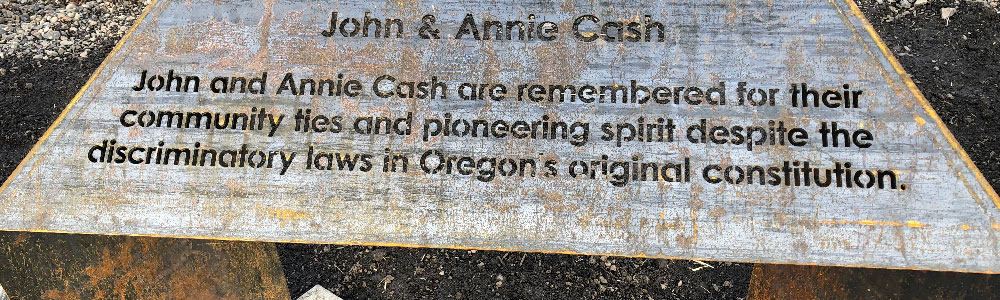 John & Annie Cash
John and Annie Cash are remembered for their
community ties and pioneering spirit despite the
discriminatory laws in Oregon's original constitution.